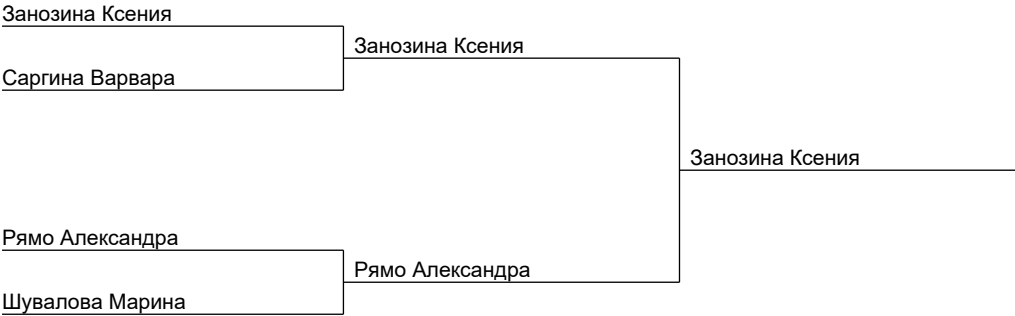 Занозина Ксения
Занозина Ксения
Саргина Варвара
Занозина Ксения
Рямо Александра
Рямо Александра
Шувалова Марина